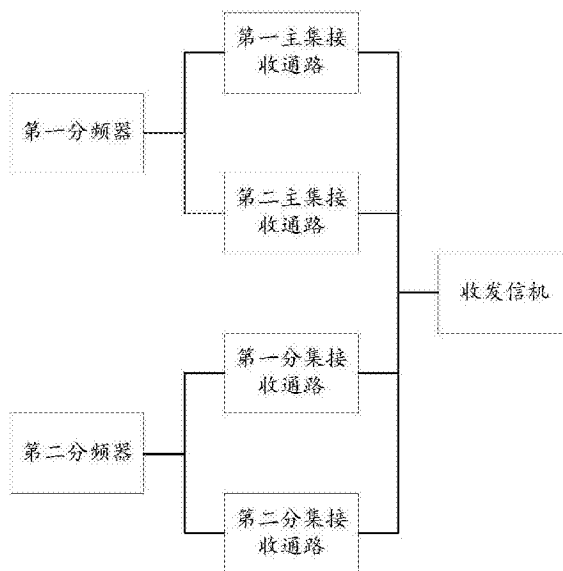 第一主集接
收通路
第一分频器
第二主集接
收通路
收发信机
第一分集接
收通路
第二分频器
第二分集接
收通路